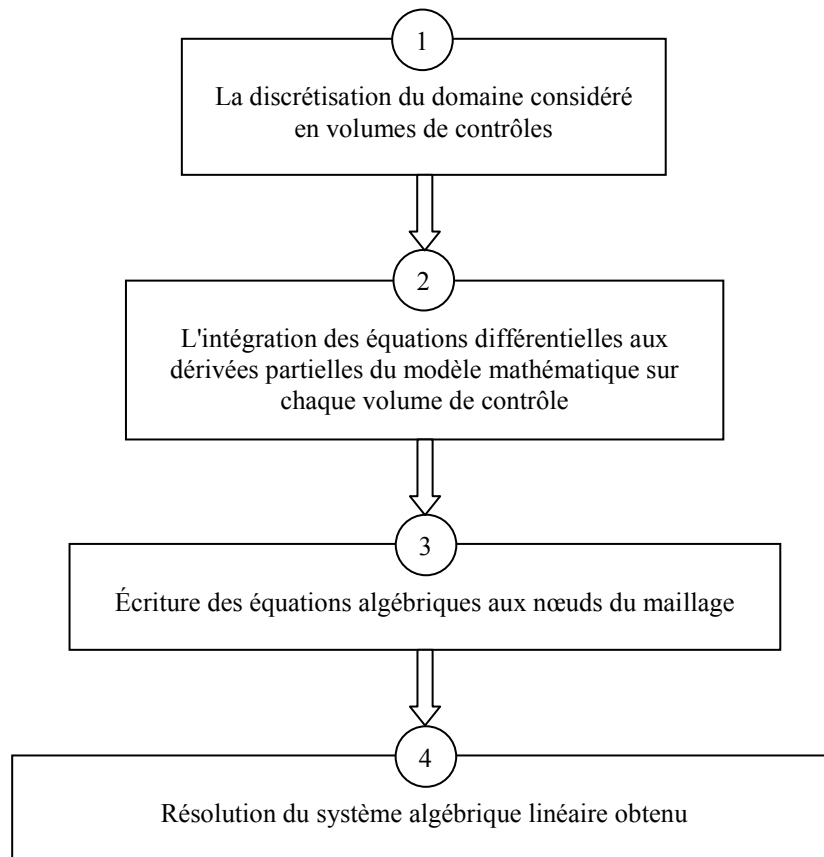 1
La discrétisation du domaine considéré
en volumes de contrôles
2
L'intégration des équations différentielles aux
dérivées partielles du modèle mathématique sur
chaque volume de contrôle
3
Écriture des équations algébriques aux nœuds du maillage
4
Résolution du système algébrique linéaire obtenu